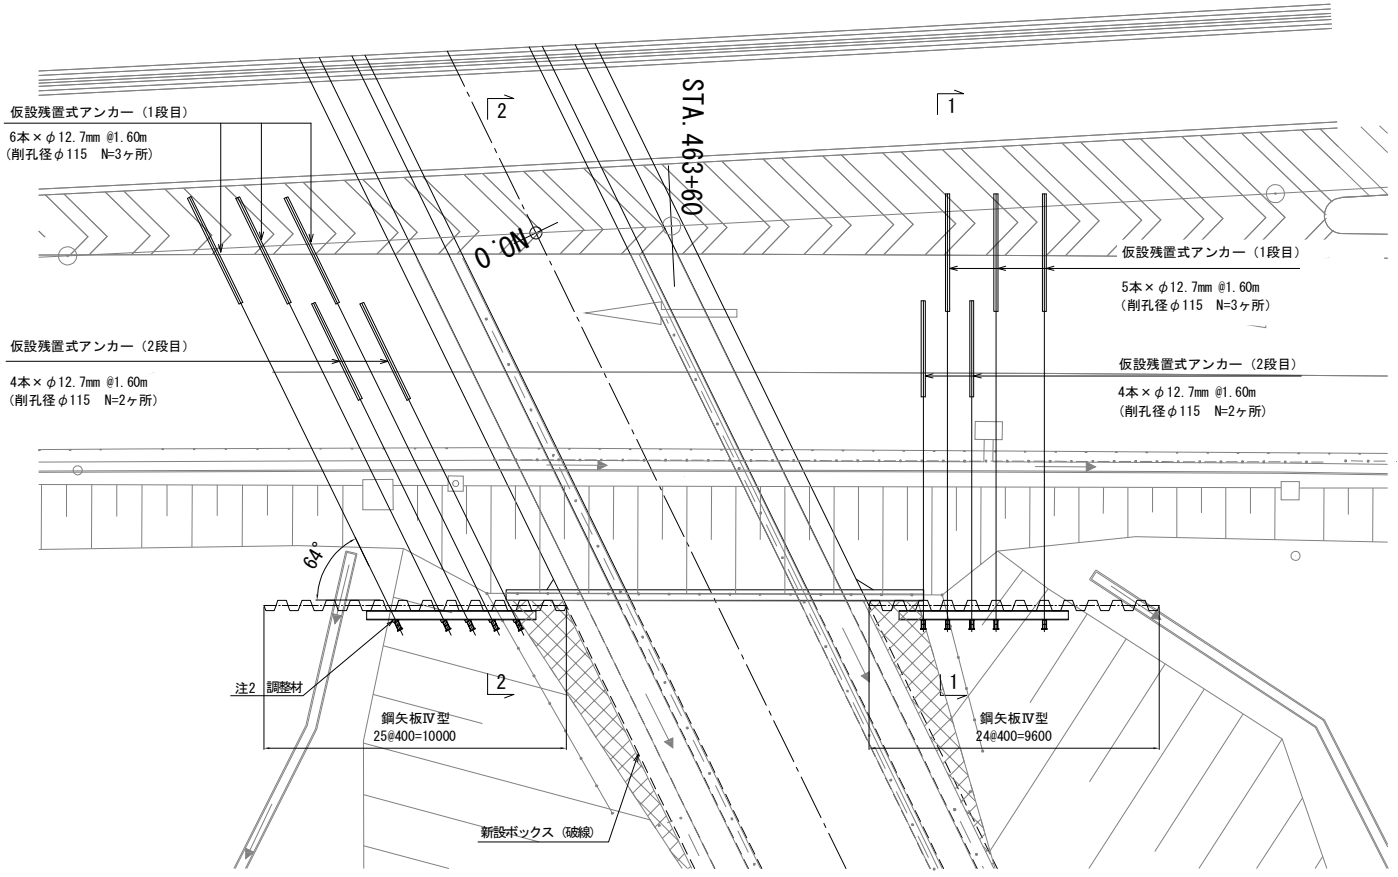 仮設残置式アンカー（1段目）
6本×φ12.7mm @1.60m
(削孔径φ115　N=3ヶ所)
2
STA. 463+60
1
NO. 0
仮設残置式アンカー（1段目）
5本×φ12.7mm @1.60m
(削孔径φ115　N=3ヶ所)
仮設残置式アンカー（2段目）
4本×φ12.7mm @1.60m
(削孔径φ115　N=2ヶ所)
仮設残置式アンカー（2段目）
4本×φ12.7mm @1.60m
(削孔径φ115　N=2ヶ所)
64°
注2　調整材
2
1
鋼矢板Ⅳ型
25@400=10000
鋼矢板Ⅳ型
24@400=9600
新設ボックス（破線）